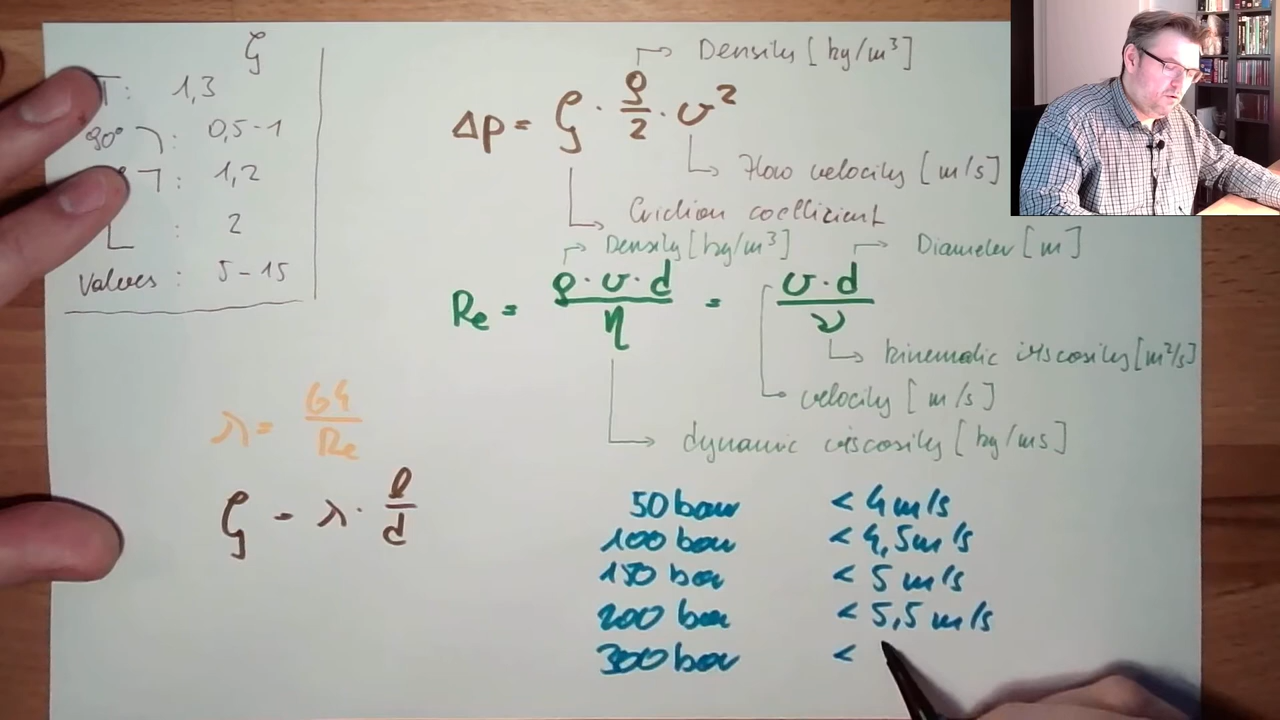 ζ
T: 1,3
90° : 0,5-1
: 1,2
: 2
Valves: 5-15
Density [kg/m³]
Δp = ζ · ρ/2 · v²
Flow velocity [m/s]
Friction coefficient
Density [kg/m³]
Diameter [m]
Re = ρ·v·d/η = v·d/ν
kinematic viscosity [m²/s]
velocity [m/s]
dynamic viscosity [kg/ms]
λ = 64/Re
ζ = λ · l/d
50 bar < 4 m/s
100 bar < 4,5 m/s
150 bar < 5 m/s
200 bar < 5,5 m/s
300 bar <